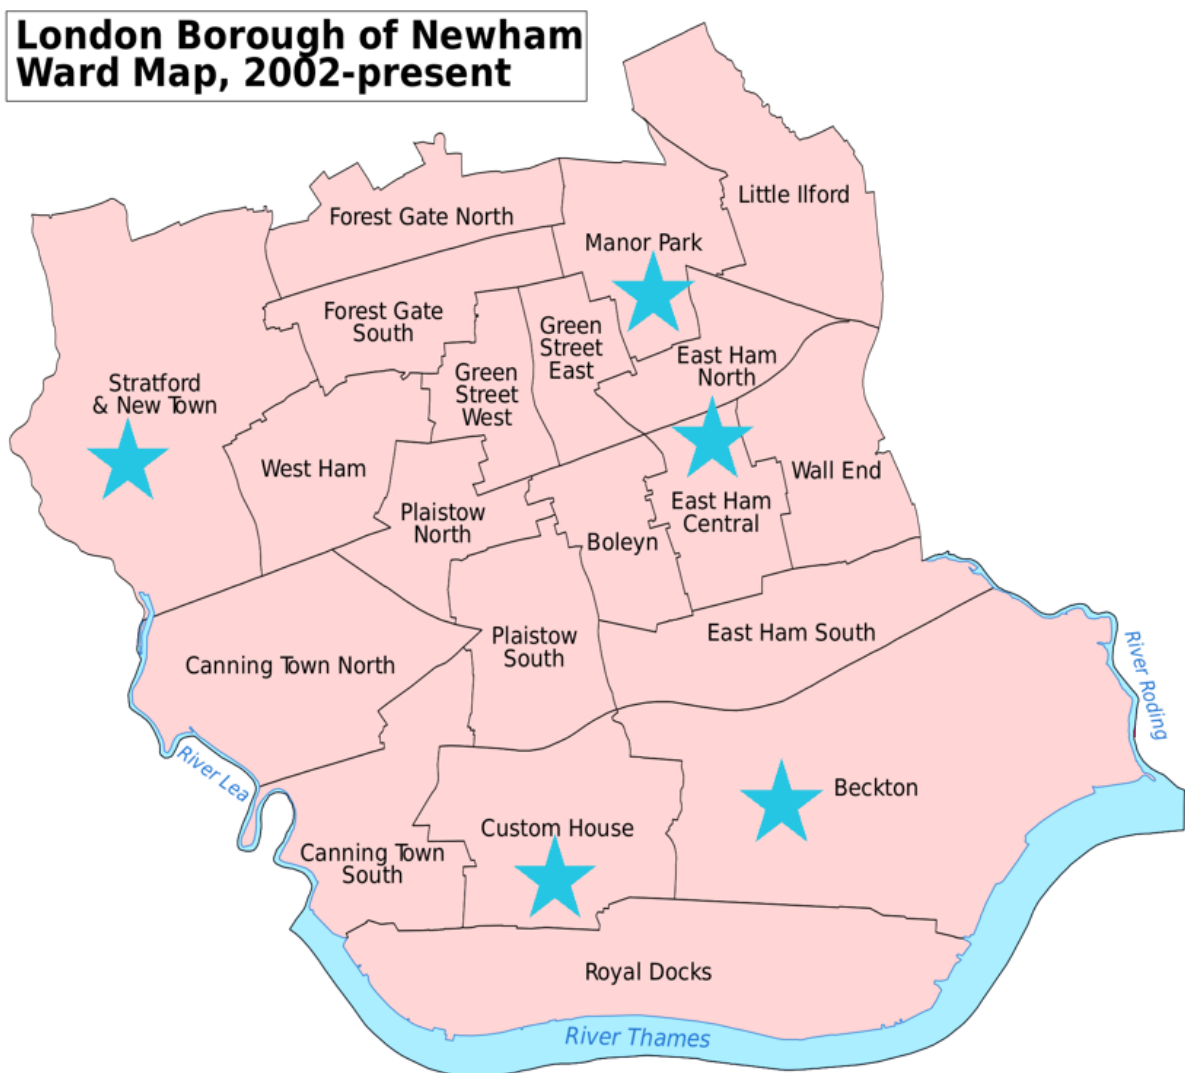 London Borough of Newham
Ward Map, 2002-present
Little Ilford
Forest Gate North
Manor Park
Forest Gate
South
Green
Street
East
East Ham
North
Green
Street
West
Stratford
& New Town
West Ham
Wall End
East Ham
Central
Plaistow
North
Boleyn
East Ham South
Plaistow
South
Canning Town North
River Roding
River Lea
Beckton
Custom House
Canning Town
South
Royal Docks
River Thames